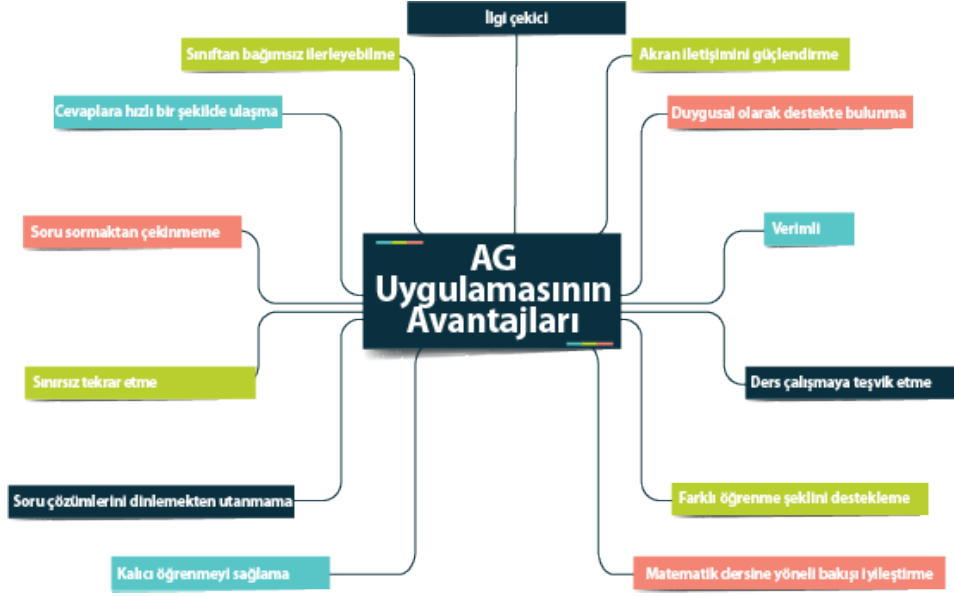 İlgi çekici
Sınıftan bağımsız ilerleyebilme
Akran iletişimini güçlendirme
Cevaplara hızlı bir şekilde ulaşma
Duygusal olarak destekte bulunma
Soru sormaktan çekinmeme
Verimli
AG
Uygulamasının
Avantajları
Sınırsız tekrar etme
Ders çalışmaya teşvik etme
Soru çözümlerini dinlemekten utanmama
Farklı öğrenme şeklini destekleme
Kalıcı öğrenmeyi sağlama
Matematik dersine yöneli bakışı iyileştirme